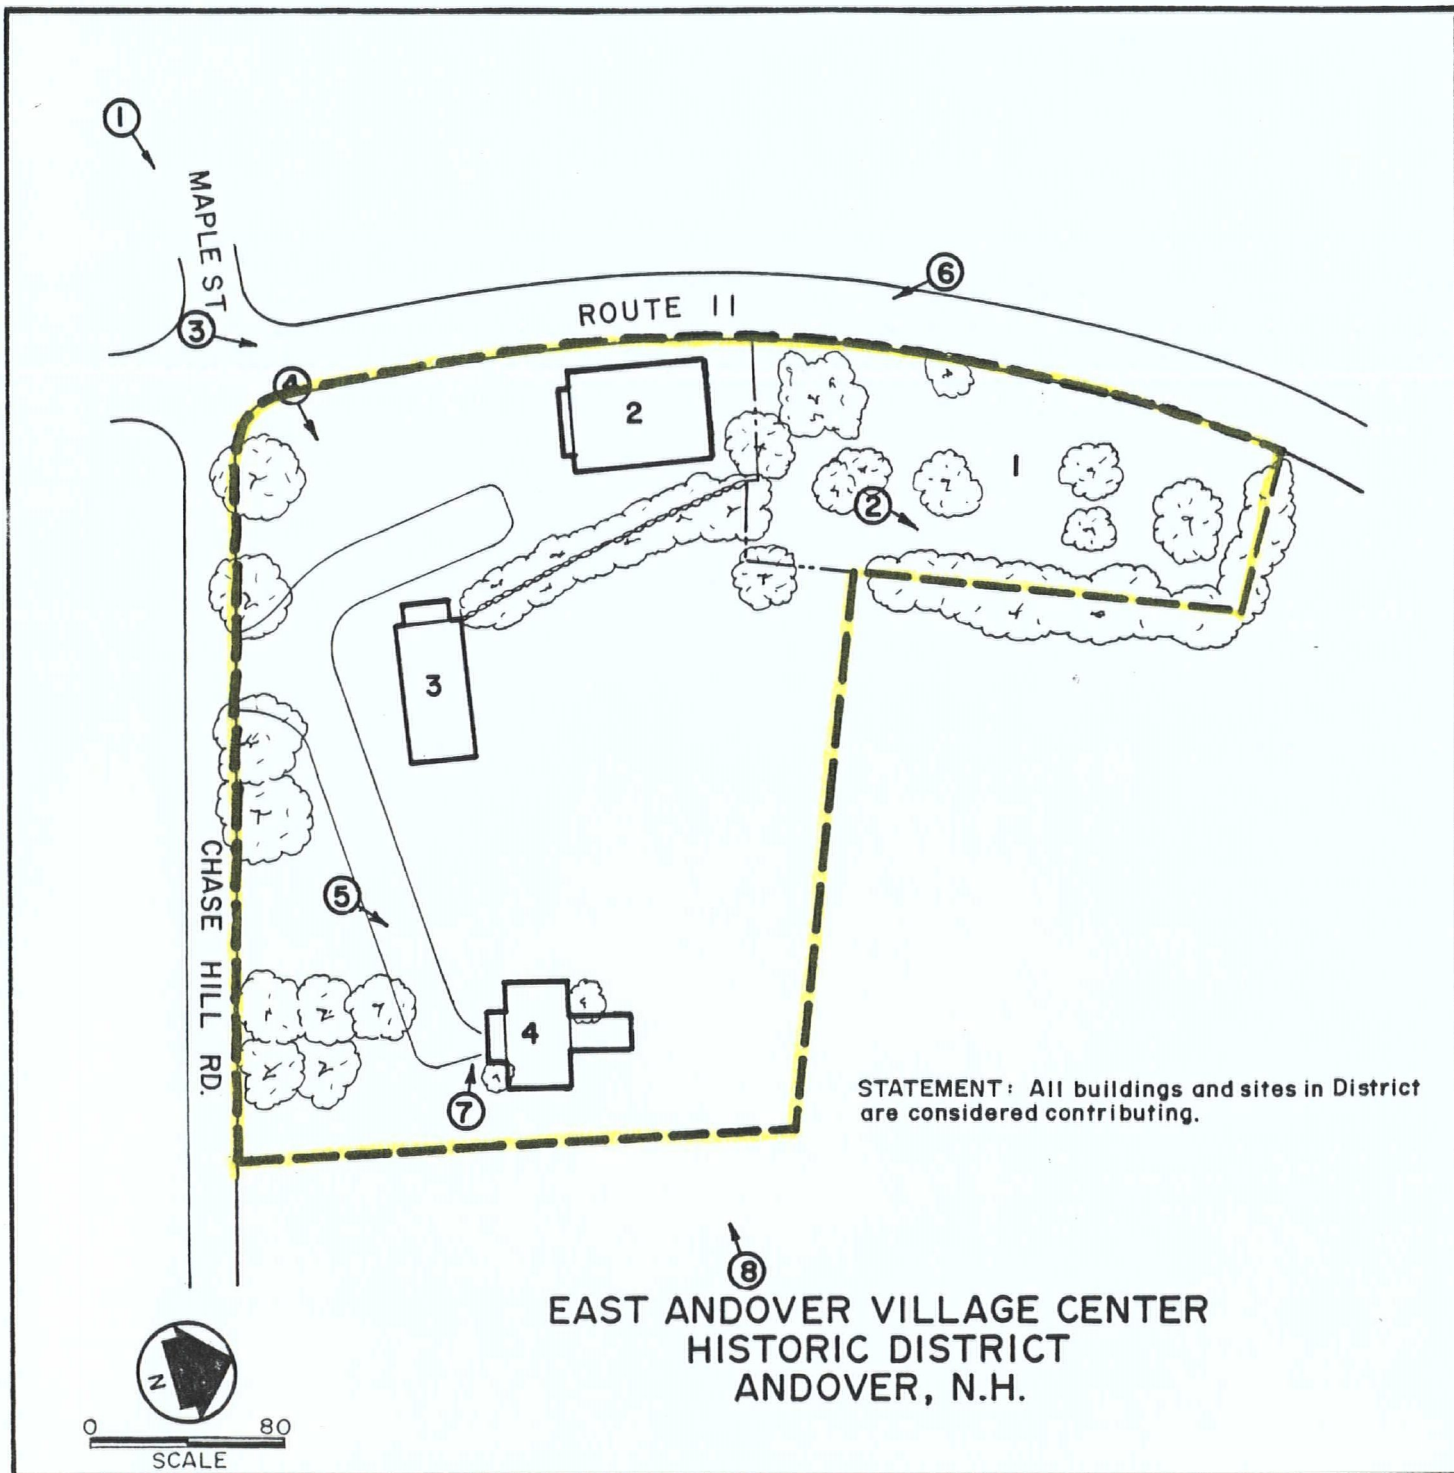 1
MAPLE ST.
6
ROUTE 11
3
4
2
1
2
3
CHASE HILL RD.
5
4
7
STATEMENT: All buildings and sites in District
are considered contributing.
8
EAST ANDOVER VILLAGE CENTER
HISTORIC DISTRICT
ANDOVER, N.H.
N
0 80
SCALE